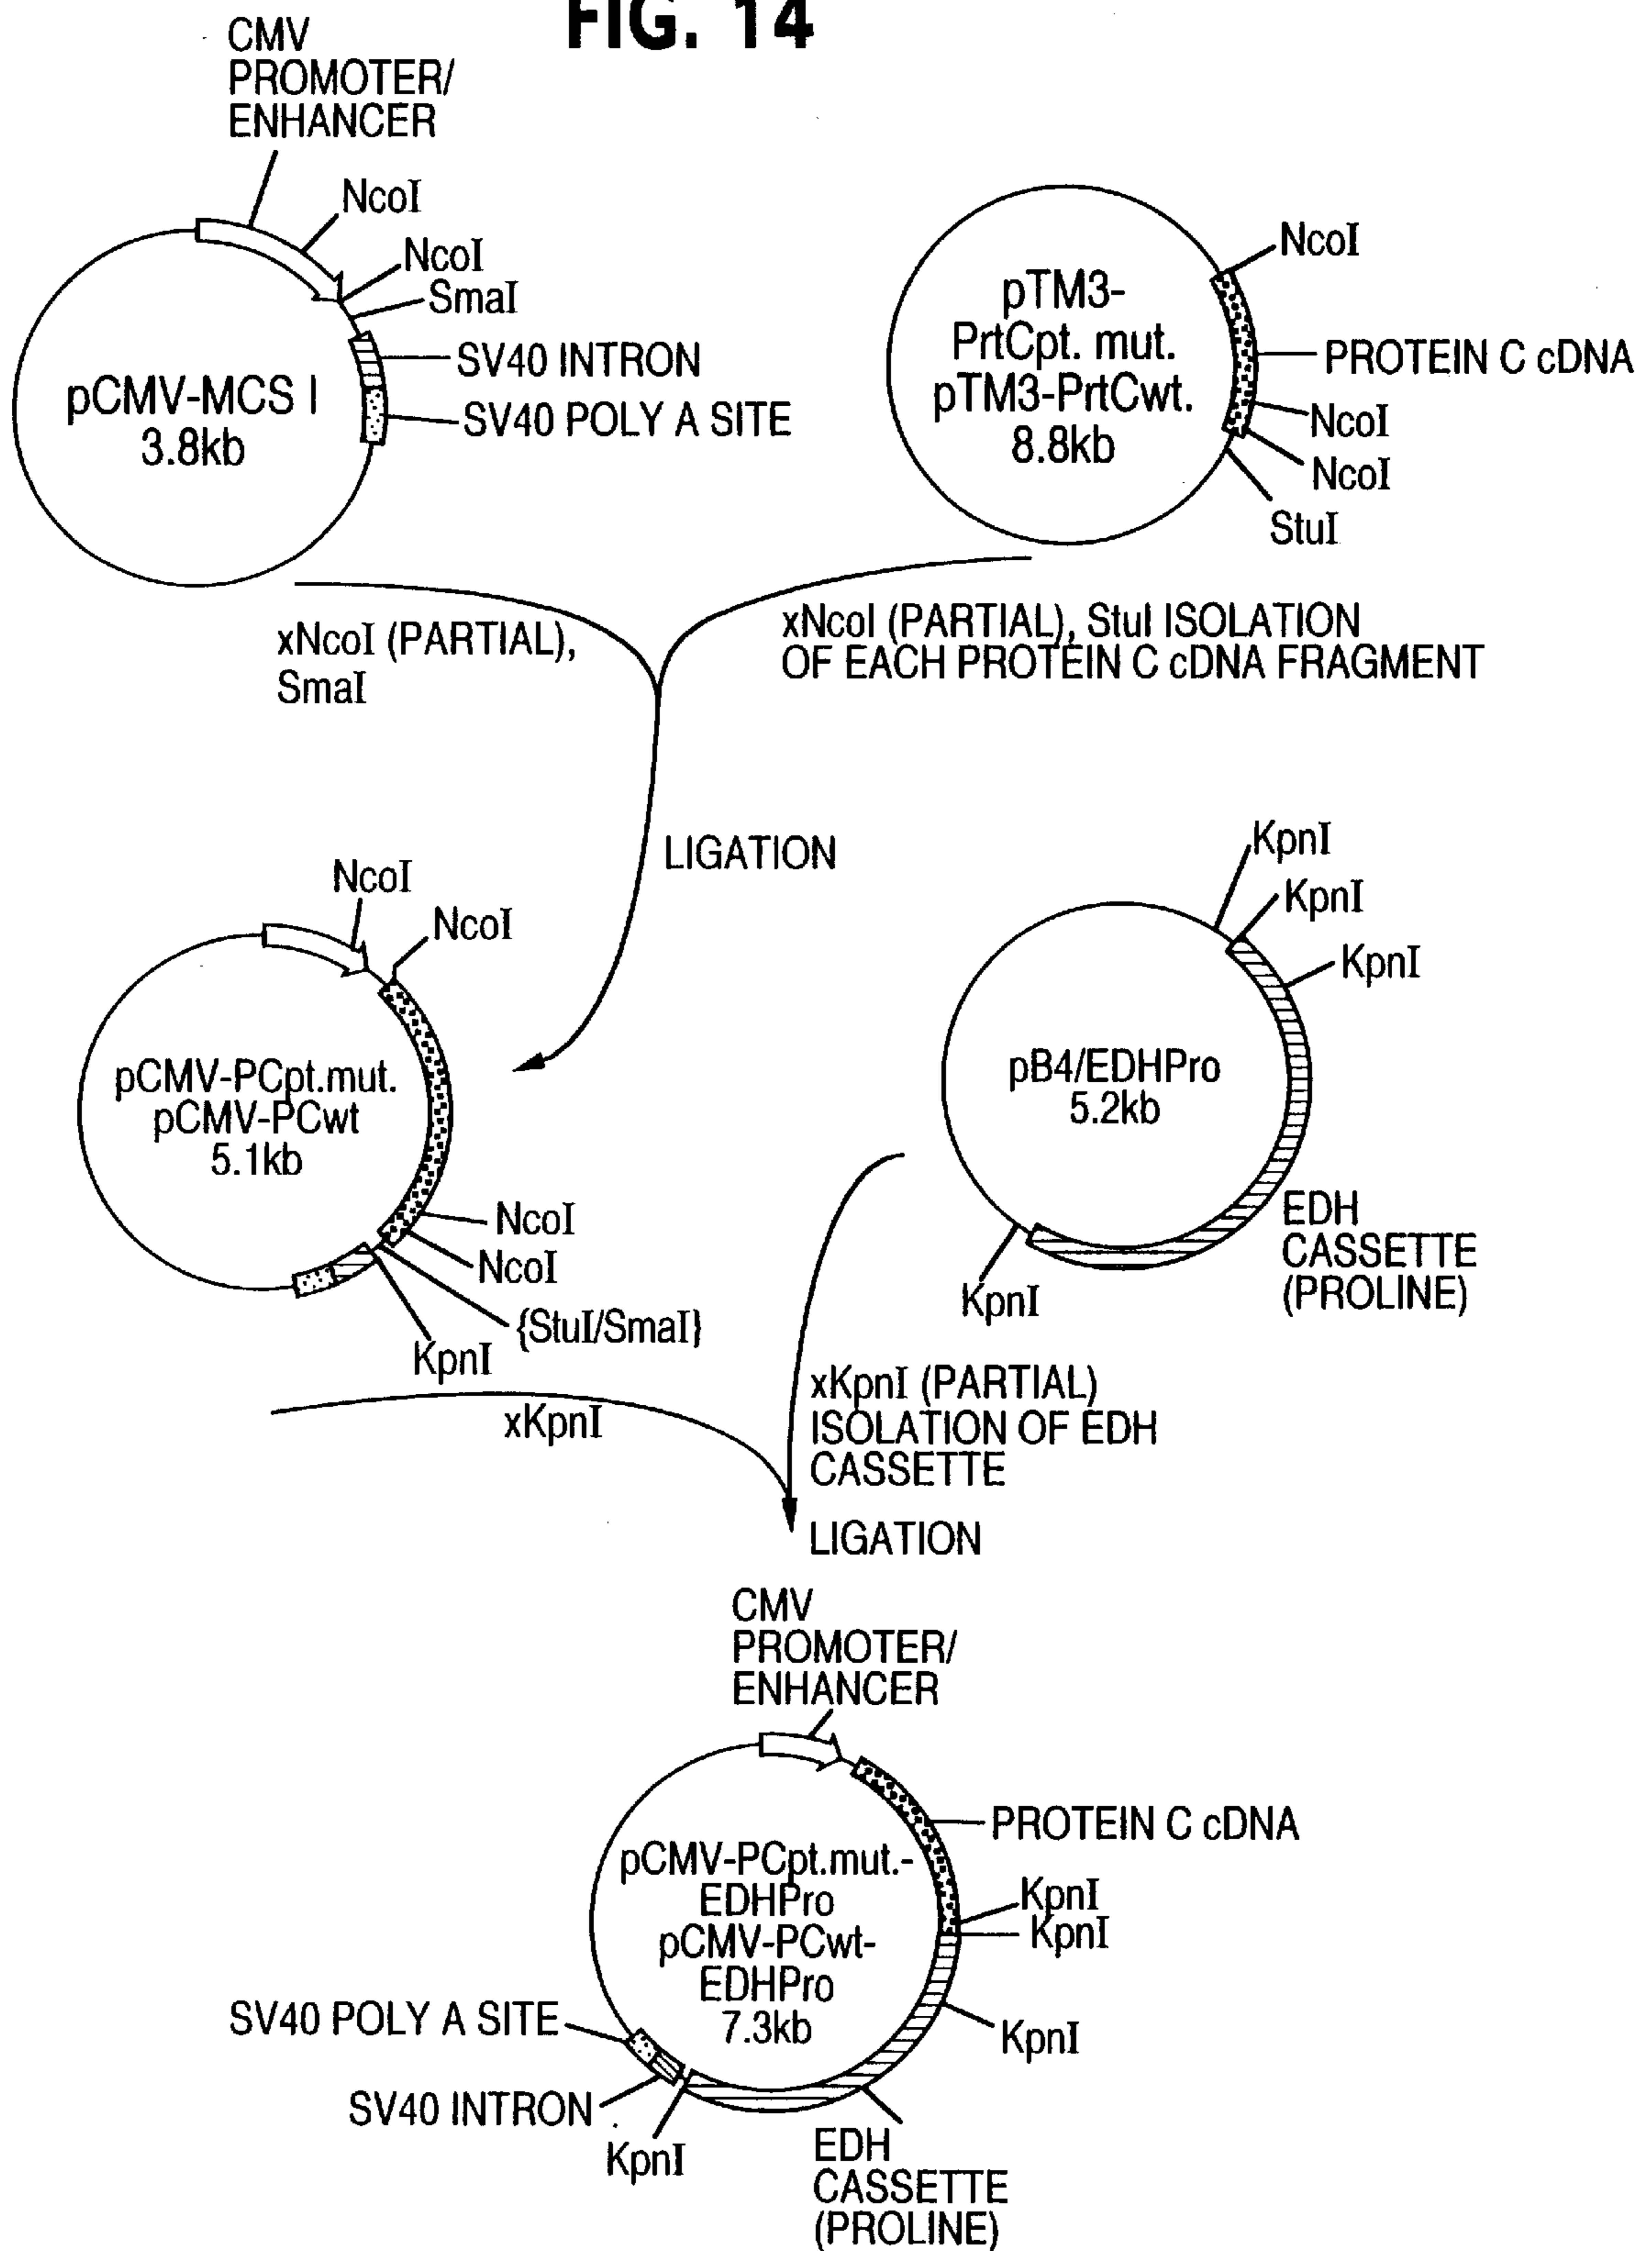 FIG. 14
CMV
PROMOTER/
ENHANCER
NcoI
NcoI
SmaI
SV40 INTRON
SV40 POLY A SITE
pCMV-MCS I
3.8kb
pTM3-
PrtCpt. mut.
pTM3-PrtCwt.
8.8kb
NcoI
PROTEIN C cDNA
NcoI
NcoI
StuI
xNcoI (PARTIAL),
SmaI
xNcoI (PARTIAL), StuI ISOLATION
OF EACH PROTEIN C cDNA FRAGMENT
LIGATION
NcoI
NcoI
pCMV-PCpt.mut.
pCMV-PCwt
5.1kb
NcoI
NcoI
{StuI/SmaI}
KpnI
KpnI
KpnI
KpnI
pB4/EDHPro
5.2kb
EDH
CASSETTE
(PROLINE)
KpnI
xKpnI
xKpnI (PARTIAL)
ISOLATION OF EDH
CASSETTE
LIGATION
CMV
PROMOTER/
ENHANCER
PROTEIN C cDNA
pCMV-PCpt.mut.-
EDHPro
pCMV-PCwt-
EDHPro
7.3kb
KpnI
KpnI
KpnI
SV40 POLY A SITE
SV40 INTRON
KpnI
EDH
CASSETTE
(PROLINE)